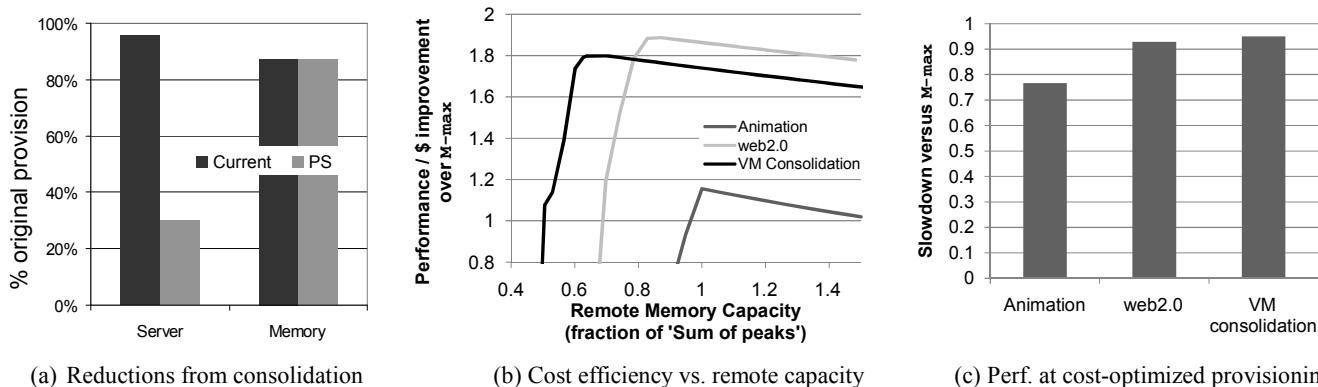 100%
80%
60%
40%
20%
0%
% original provision
Current
PS
Server
Memory
(a) Reductions from consolidation
2
1.8
1.6
1.4
1.2
1
0.8
Performance / $ improvement
over M-max
Animation
web2.0
VM Consolidation
0.4
0.6
0.8
1
1.2
1.4
Remote Memory Capacity
(fraction of 'Sum of peaks')
(b) Cost efficiency vs. remote capacity
1
0.9
0.8
0.7
0.6
0.5
0.4
0.3
0.2
0.1
0
Slowdown versus M-max
Animation
web2.0
VM
consolidation
(c) Perf. at cost-optimized provisionin